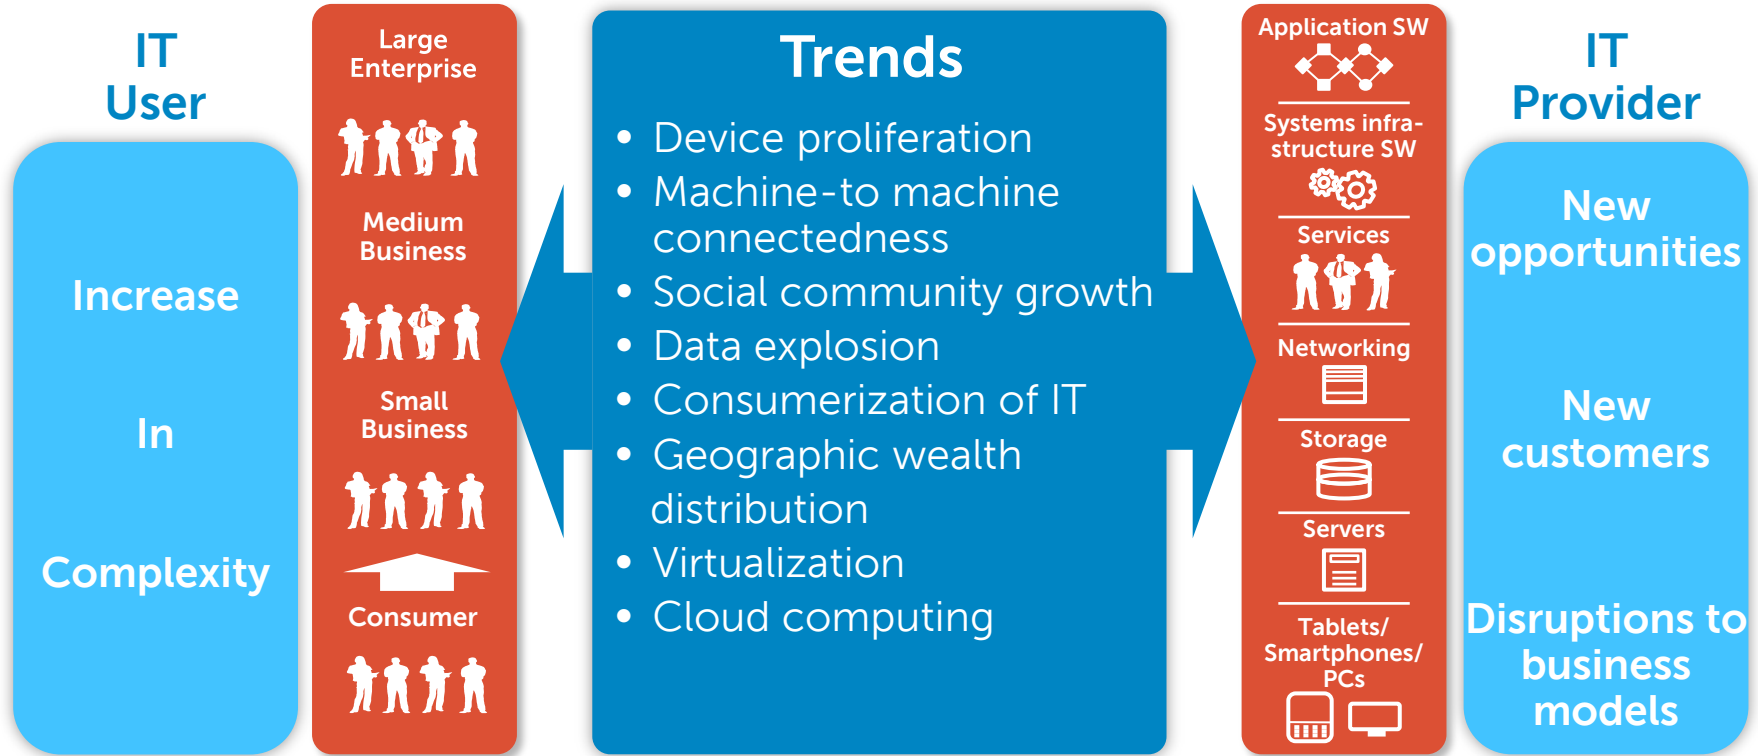 IT
User
Increase
In
Complexity
Large
Enterprise
Medium
Business
Small
Business
Consumer
Trends
• Device proliferation
• Machine-to machine
connectedness
• Social community growth
• Data explosion
• Consumerization of IT
• Geographic wealth
distribution
• Virtualization
• Cloud computing
Application SW
Systems infra-
structure SW
Services
Networking
Storage
Servers
Tablets/
Smartphones/
PCs
IT
Provider
New
opportunities
New
customers
Disruptions to
business
models